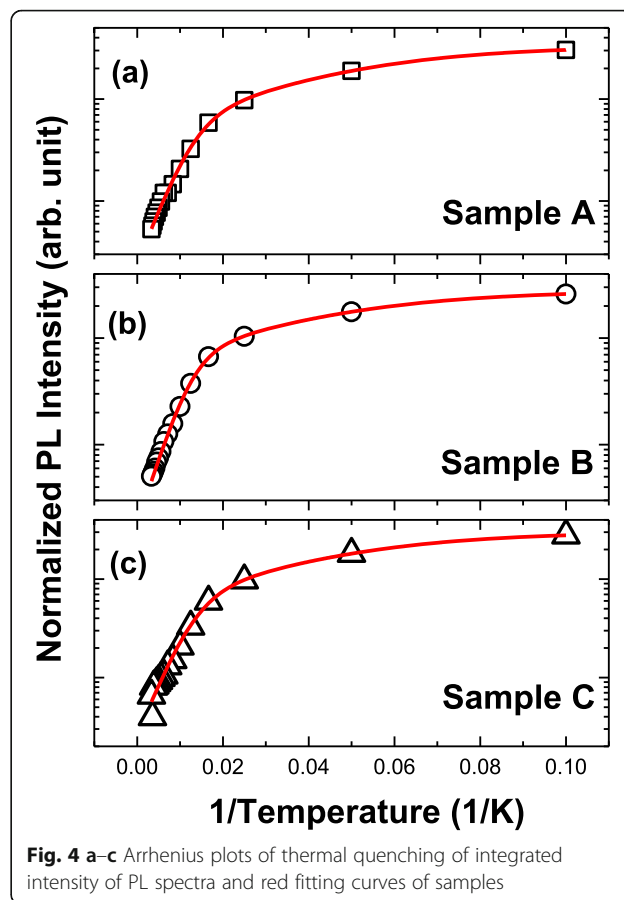 Normalized PL Intensity (arb. unit)
(a)
Sample A
(b)
Sample B
(c)
Sample C
0.00 0.02 0.04 0.06 0.08 0.10
1/Temperature (1/K)
Fig. 4 a–c Arrhenius plots of thermal quenching of integrated
intensity of PL spectra and red fitting curves of samples